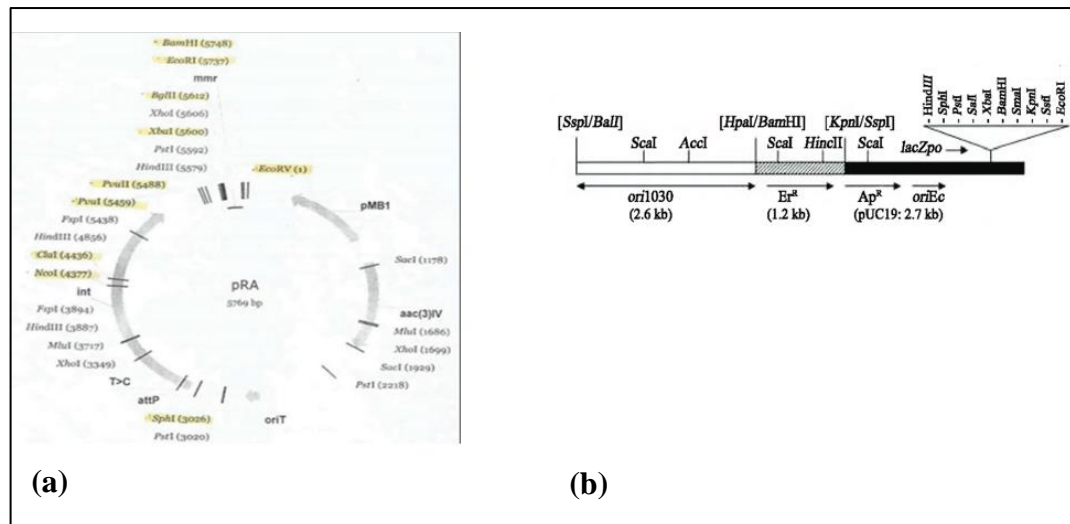 BamHI (5748)
EcoRI (5737)
mmr
BglII (5612)
XhoI (5606)
XbaI (5600)
PstI (5592)
HindIII (5579)
EcoRV (1)
PvuII (5488)
PvuI (5459)
FspI (5438)
HindIII (4856)
ClaI (4436)
NcoI (4377)
int
FspI (3894)
HindIII (3887)
MluI (3717)
XhoI (3349)
T>C
attP
SphI (3026)
PstI (3020)
oriT
pMB1
SacI (1178)
aac(3)IV
MluI (1686)
XhoI (1699)
SacI (1929)
PstI (2218)
pRA
5769 bp
(a)
HindIII
SphI
PstI
SalI
XbaI
BamHI
SmaI
KpnI
SstI
EcoRI
[SspI/BalI] [HpaI/BamHI] [KpnI/SspI]
ScaI AccI ScaI HincII ScaI lacZpo
ori1030 Er^R Ap^R oriEc
(2.6 kb) (1.2 kb) (pUC19: 2.7 kb)
(b)